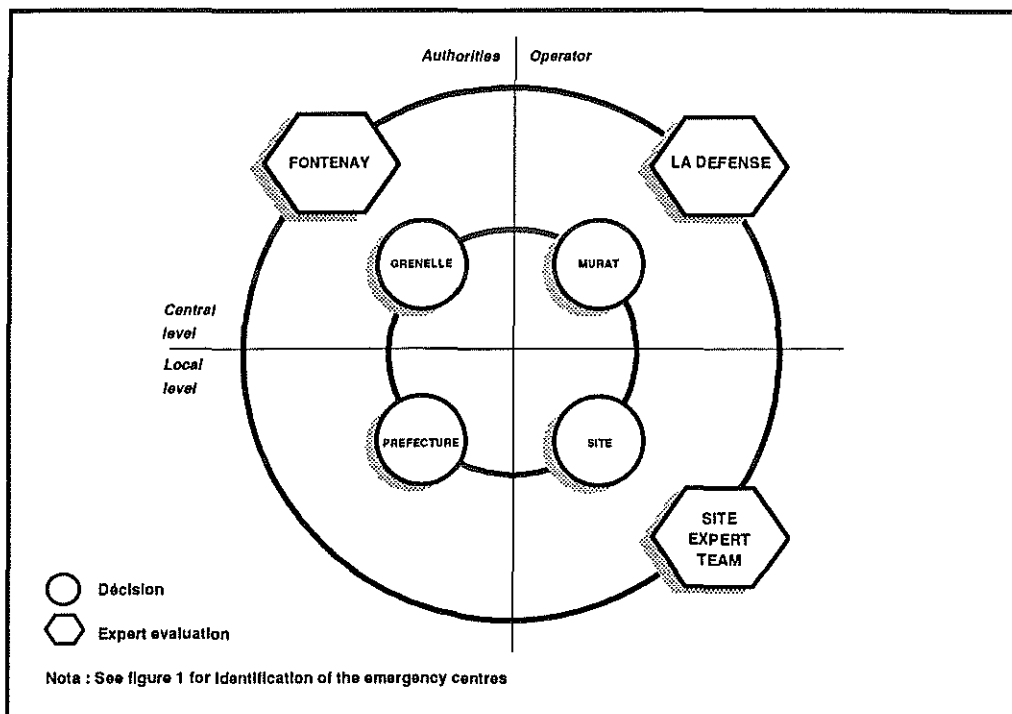 Authorities Operator
FONTENAY
LA DEFENSE
GRENELLE
MURAT
Central
level
Local
level
PREFECTURE
SITE
SITE
EXPERT
TEAM
Décision
Expert evaluation
Nota : See figure 1 for identification of the emergency centres